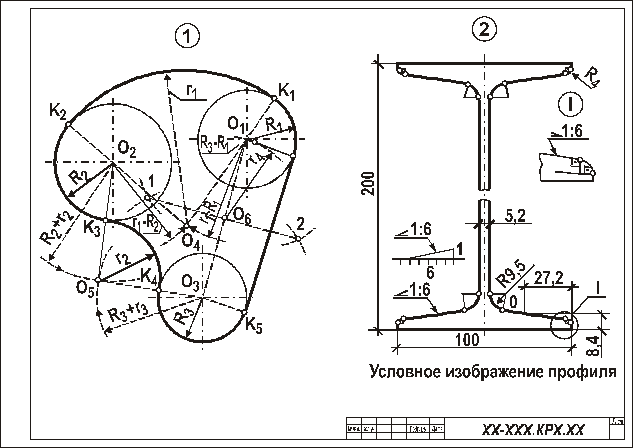 1
2
K2
r1
K1
R1
O1
R3-R1
O2
R2
1
r1-R2
O4
O6
2
R2+r2
K3
r2
O5
K4
O3
R3+r3
R3
K5
R4
I
1:6
200
5,2
1:6
1
6
R9,5
27,2
I
1:6
0
100
8,4
Условное изображение профиля
XX-XXX.КРХ.XX